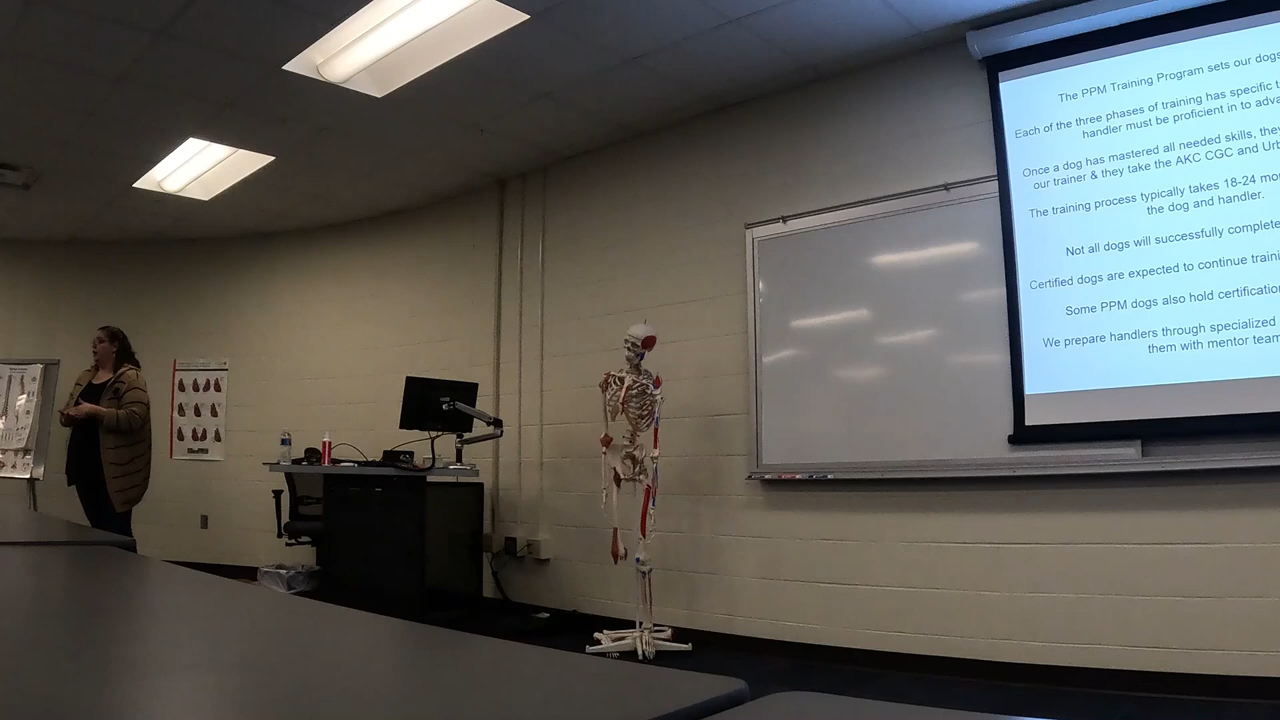 The PPM Training Program sets our dogs
Each of the three phases of training has specific t
handler must be proficient in to adva
Once a dog has mastered all needed skills, they
our trainer & they take the AKC CGC and Urb
The training process typically takes 18-24 mon
the dog and handler.
Not all dogs will successfully complete
Certified dogs are expected to continue traini
Some PPM dogs also hold certification
We prepare handlers through specialized
them with mentor team